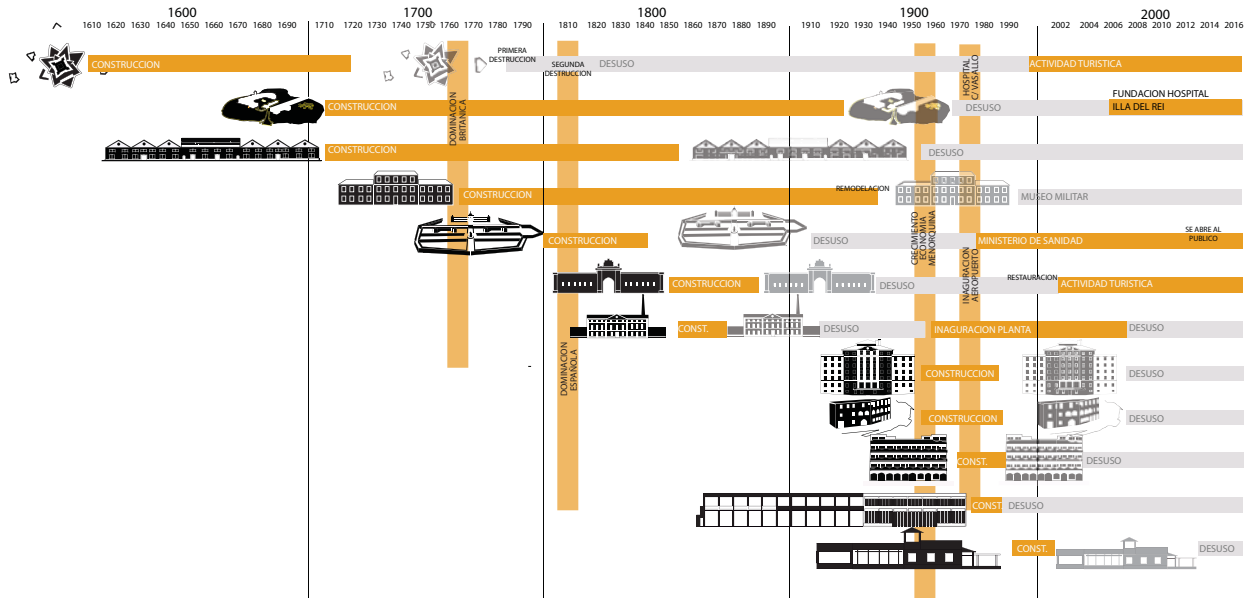 1600 1700 1800 1900 2000
1610 1620 1630 1640 1650 1660 1670 1680 1690 1710 1720 1730 1740 1750 1760 1770 1780 1790 1810 1820 1830 1840 1850 1860 1870 1880 1890 1910 1920 1930 1940 1950 1960 1970 1980 1990 2002 2004 2006 2008 2010 2012 2014 2016
PRIMERA
DESTRUCCION
CONSTRUCCION
SEGUNDA
DESTRUCCION
DESUSO
ACTIVIDAD TURISTICA
HOSPITAL
C/ VASALLO
FUNDACION HOSPITAL
CONSTRUCCION
DESUSO
ILLA DEL REI
DOMINACION
BRITANICA
CONSTRUCCION
DESUSO
CONSTRUCCION
REMODELACION
MUSEO MILITAR
CONSTRUCCION
DESUSO
CRECIMIENTO
ECONOMIA
MENORQUINA
MINISTERIO DE SANIDAD
SE ABRE AL
PUBLICO
INAGURACION
AEROPUERTO
CONSTRUCCION
DESUSO
RESTAURACION
ACTIVIDAD TURISTICA
CONST.
DESUSO
INAGURACION PLANTA
DESUSO
DOMINACION
ESPAÑOLA
CONSTRUCCION
DESUSO
CONSTRUCCION
DESUSO
CONST.
DESUSO
CONST.
DESUSO
CONST.
DESUSO